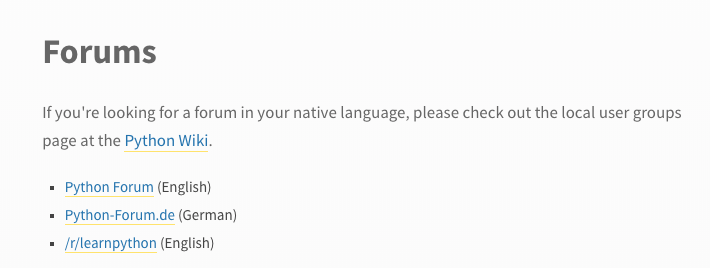 Forums
If you're looking for a forum in your native language, please check out the local user groups
page at the Python Wiki.
Python Forum (English)
Python-Forum.de (German)
/r/learnpython (English)